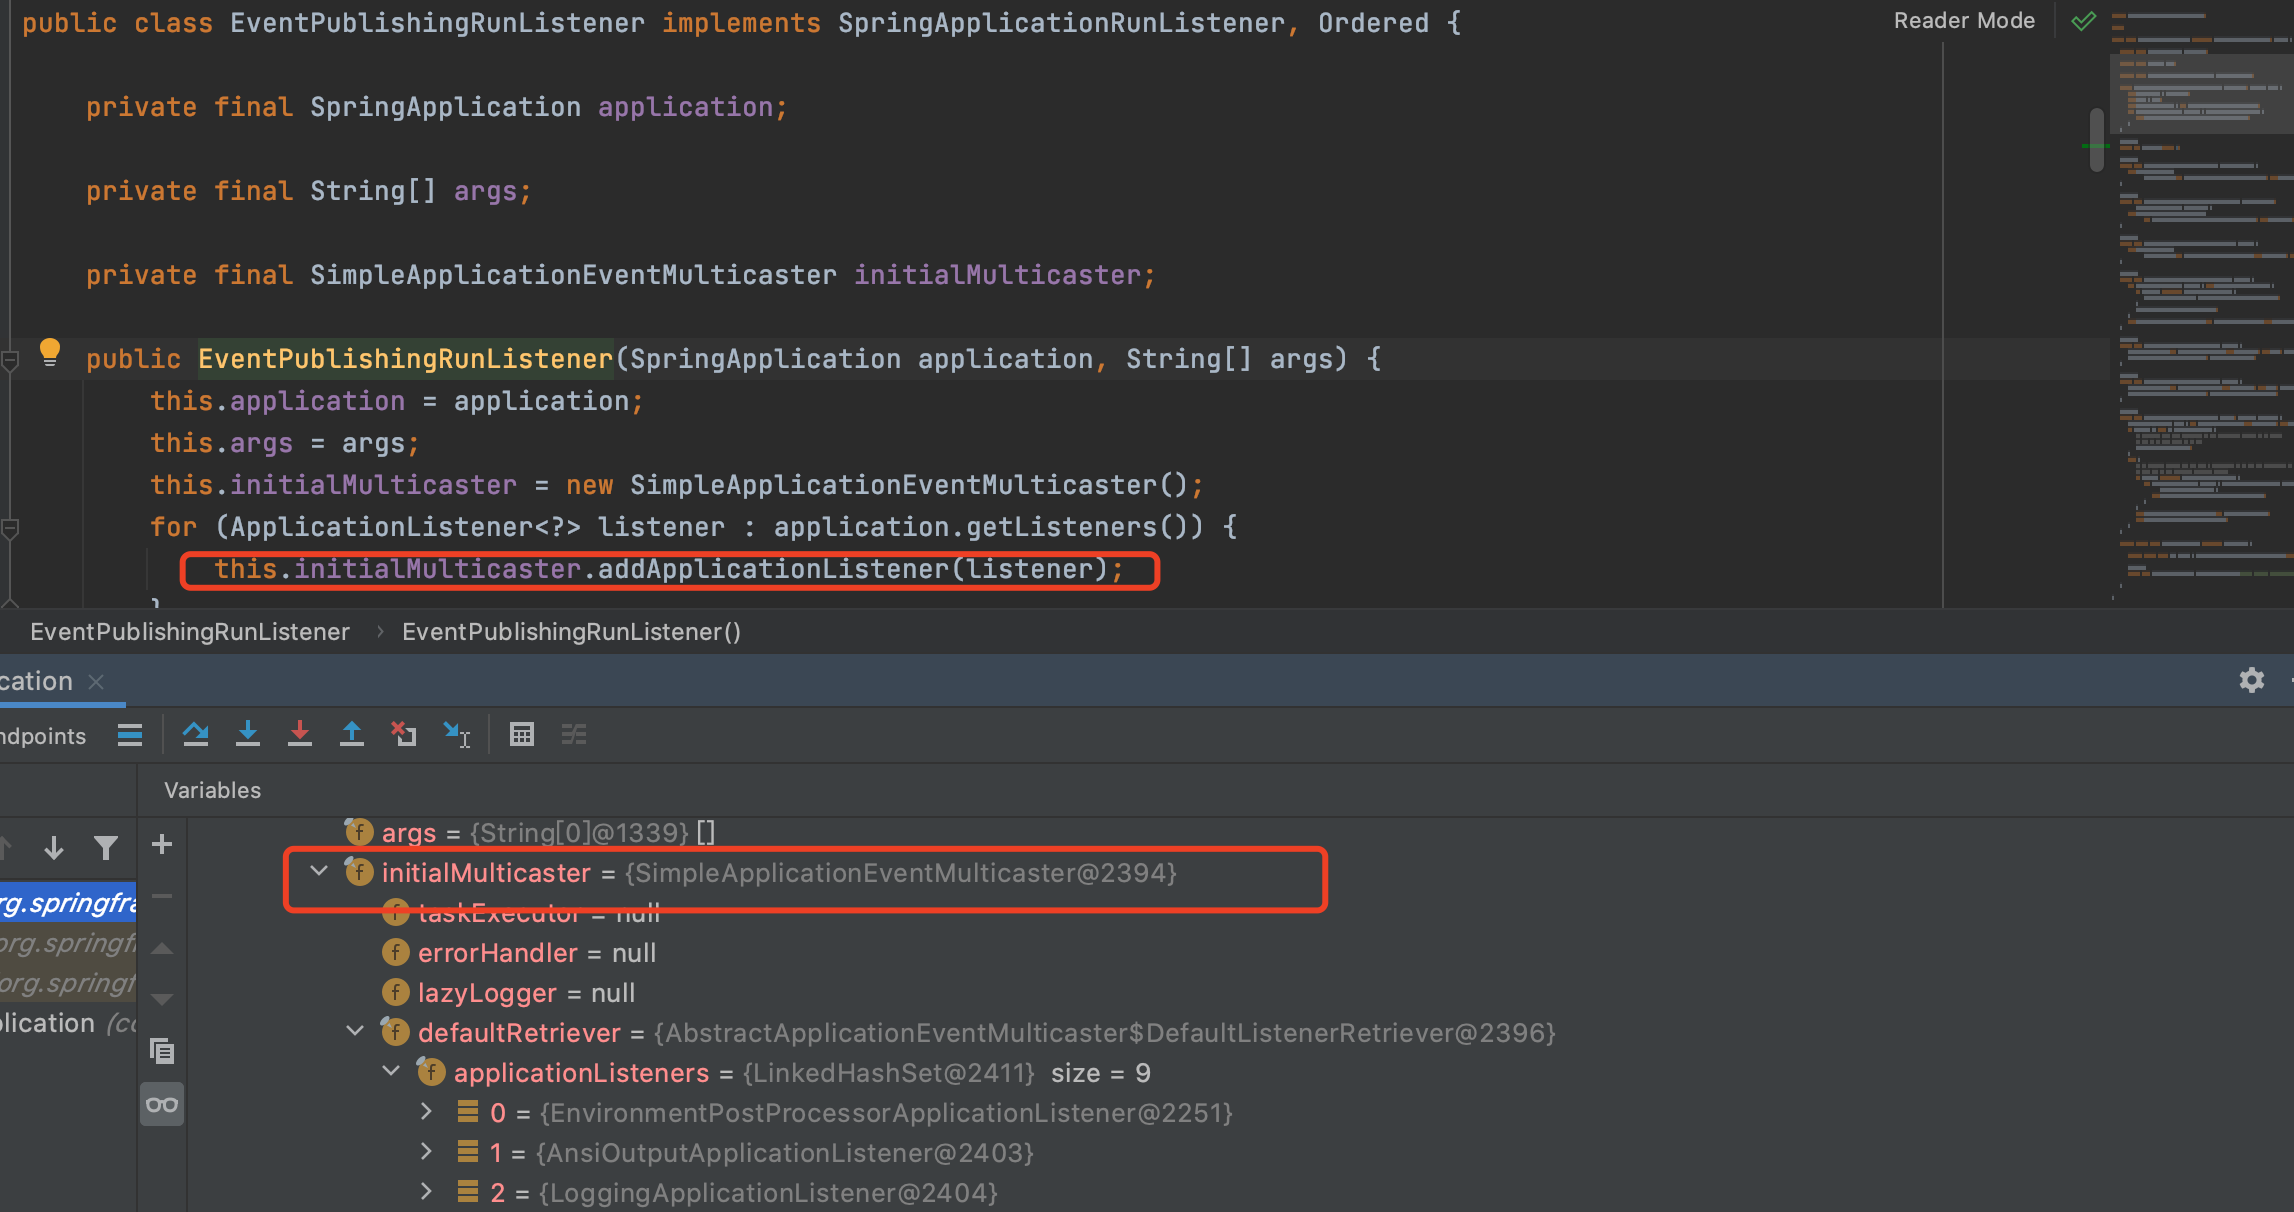 public class EventPublishingRunListener implements SpringApplicationRunListener, Ordered {
Reader Mode
private final SpringApplication application;
private final String[] args;
private final SimpleApplicationEventMulticaster initialMulticaster;
public EventPublishingRunListener(SpringApplication application, String[] args) {
this.application = application;
this.args = args;
this.initialMulticaster = new SimpleApplicationEventMulticaster();
for (ApplicationListener<?> listener : application.getListeners()) {
this.initialMulticaster.addApplicationListener(listener);
}
EventPublishingRunListener › EventPublishingRunListener()
cation
ndpoints
Variables
args = {String[0]@1339} []
initialMulticaster = {SimpleApplicationEventMulticaster@2394}
taskExecutor = null
errorHandler = null
lazyLogger = null
defaultRetriever = {AbstractApplicationEventMulticaster$DefaultListenerRetriever@2396}
applicationListeners = {LinkedHashSet@2411} size = 9
0 = {EnvironmentPostProcessorApplicationListener@2251}
1 = {AnsiOutputApplicationListener@2403}
2 = {LoggingApplicationListener@2404}
rg.springfra
org.springfr
org.springf
plication (co